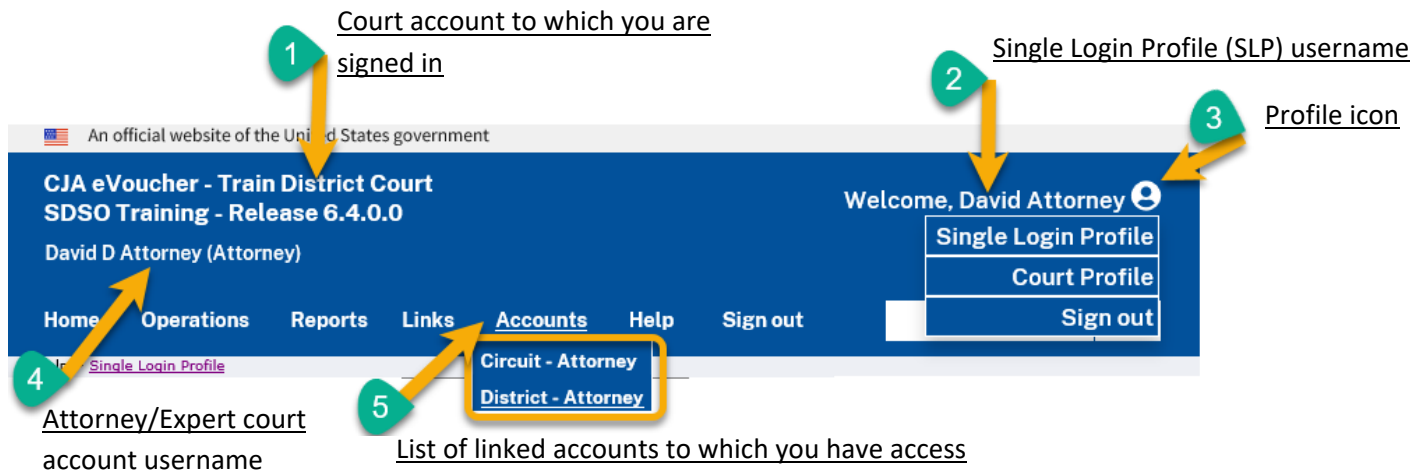 Court account to which you are
signed in
1
Single Login Profile (SLP) username
2
Profile icon
3
An official website of the United States government
CJA eVoucher - Train District Court
SDSO Training - Release 6.4.0.0
David D Attorney (Attorney)
Welcome, David Attorney
Single Login Profile
Court Profile
Sign out
Home Operations Reports Links Accounts Help Sign out
Single Login Profile
Circuit - Attorney
District - Attorney
4
Attorney/Expert court
account username
5
List of linked accounts to which you have access